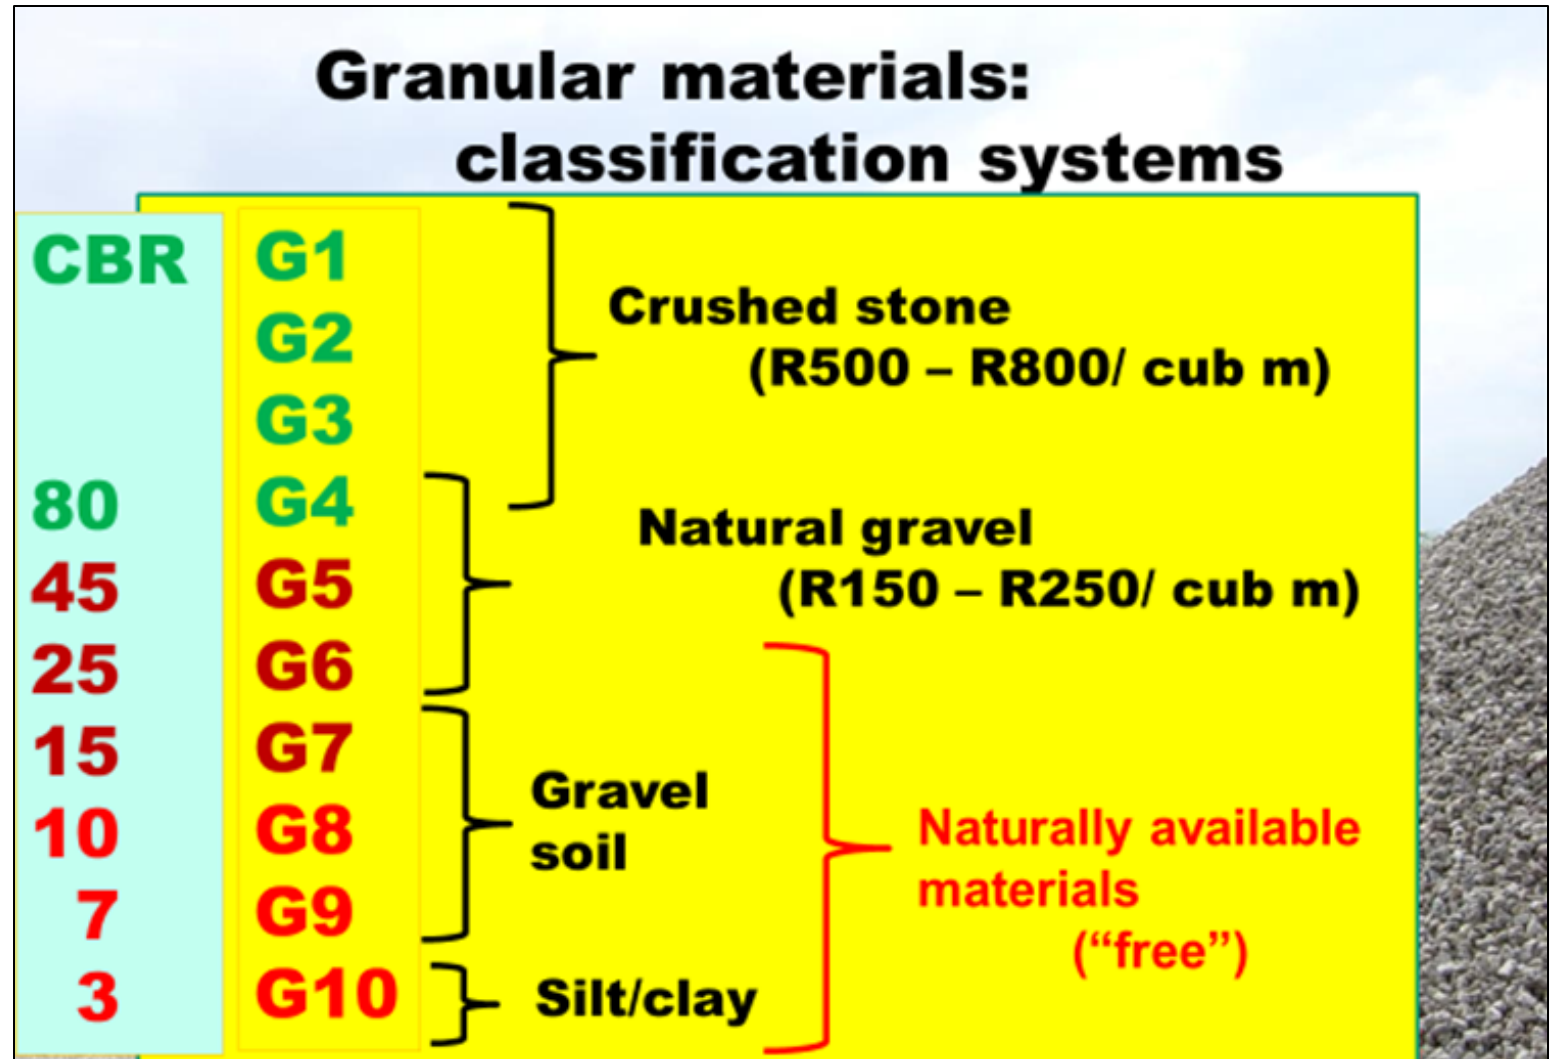 Granular materials:
classification systems
CBR G1
G2
G3
80 G4
45 G5
25 G6
15 G7
10 G8
7 G9
3 G10
Crushed stone
(R500 – R800/ cub m)
Natural gravel
(R150 – R250/ cub m)
Gravel
soil
Silt/clay
Naturally available
materials
(“free”)